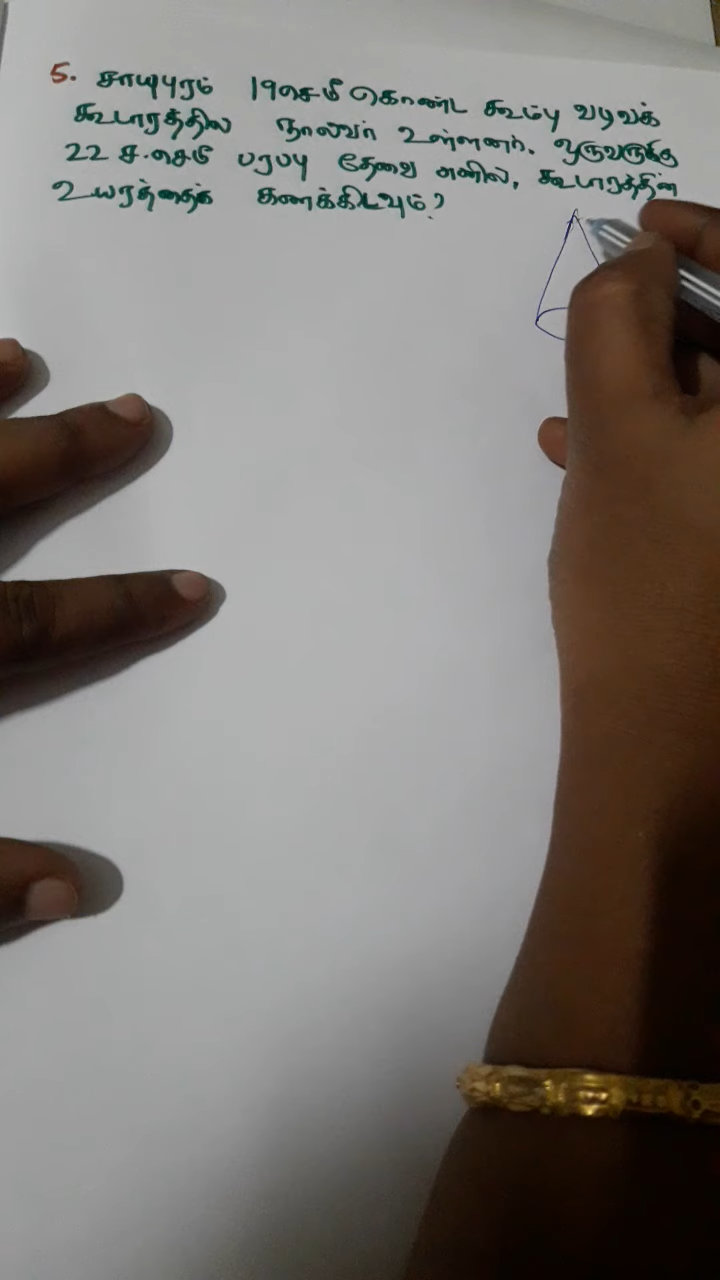 5. சாயுயரம் 19செமீ கொண்ட கூம்பு வடிவக்
கூடாரத்தில் நால்வர் உள்ளனர். ஒருவருக்கு
22 ச.செமீ பரப்பு தேவை எனில், கூடாரத்தின்
உயரத்தைக் கணக்கிடவும்?